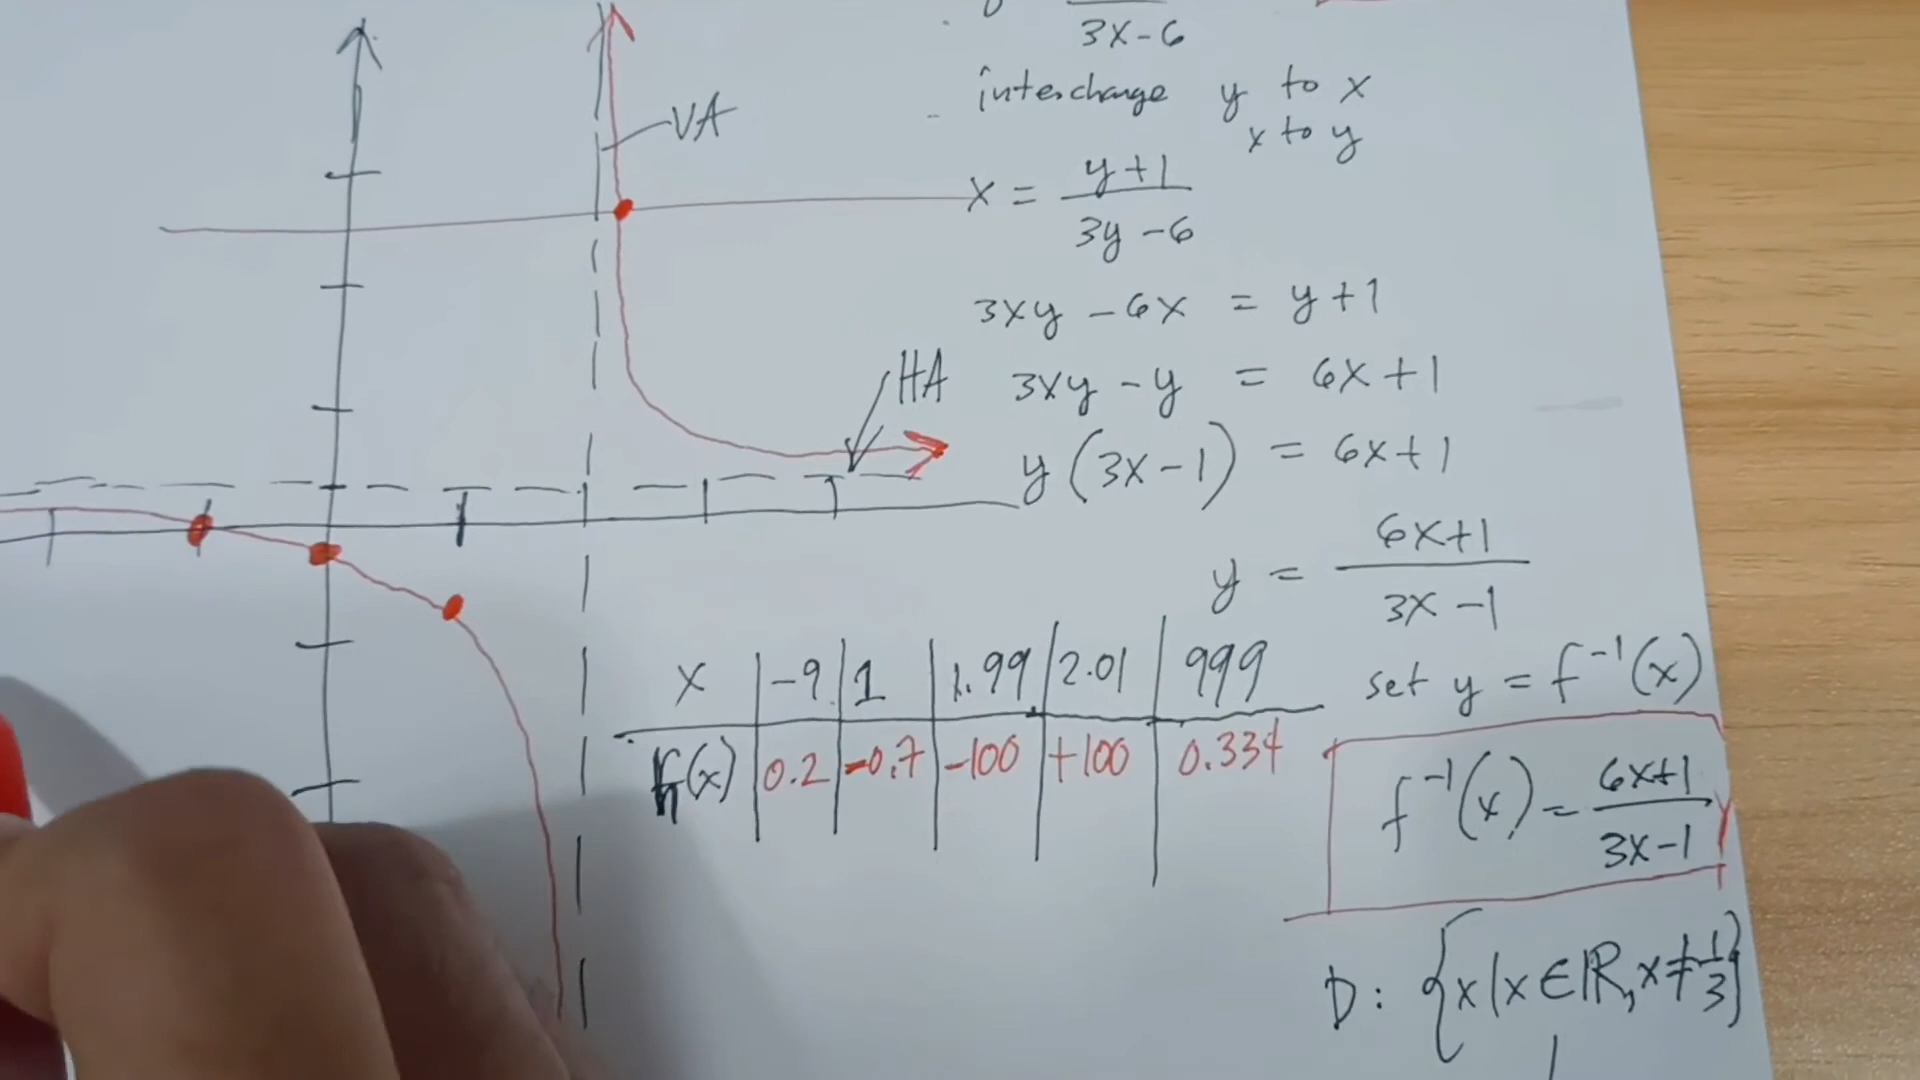 3x-6
interchange y to x
x to y
VA
x = y+1 / 3y-6
3xy - 6x = y+1
HA
3xy - y = 6x+1
y(3x-1) = 6x+1
y = 6x+1 / 3x-1
x | -9 | 1 | 1.99 | 2.01 | 999
f(x) | 0.2 | -0.7 | -100 | +100 | 0.334
set y = f⁻¹(x)
f⁻¹(x) = 6x+1 / 3x-1
D: {x|x∈ℝ, x≠1/3}